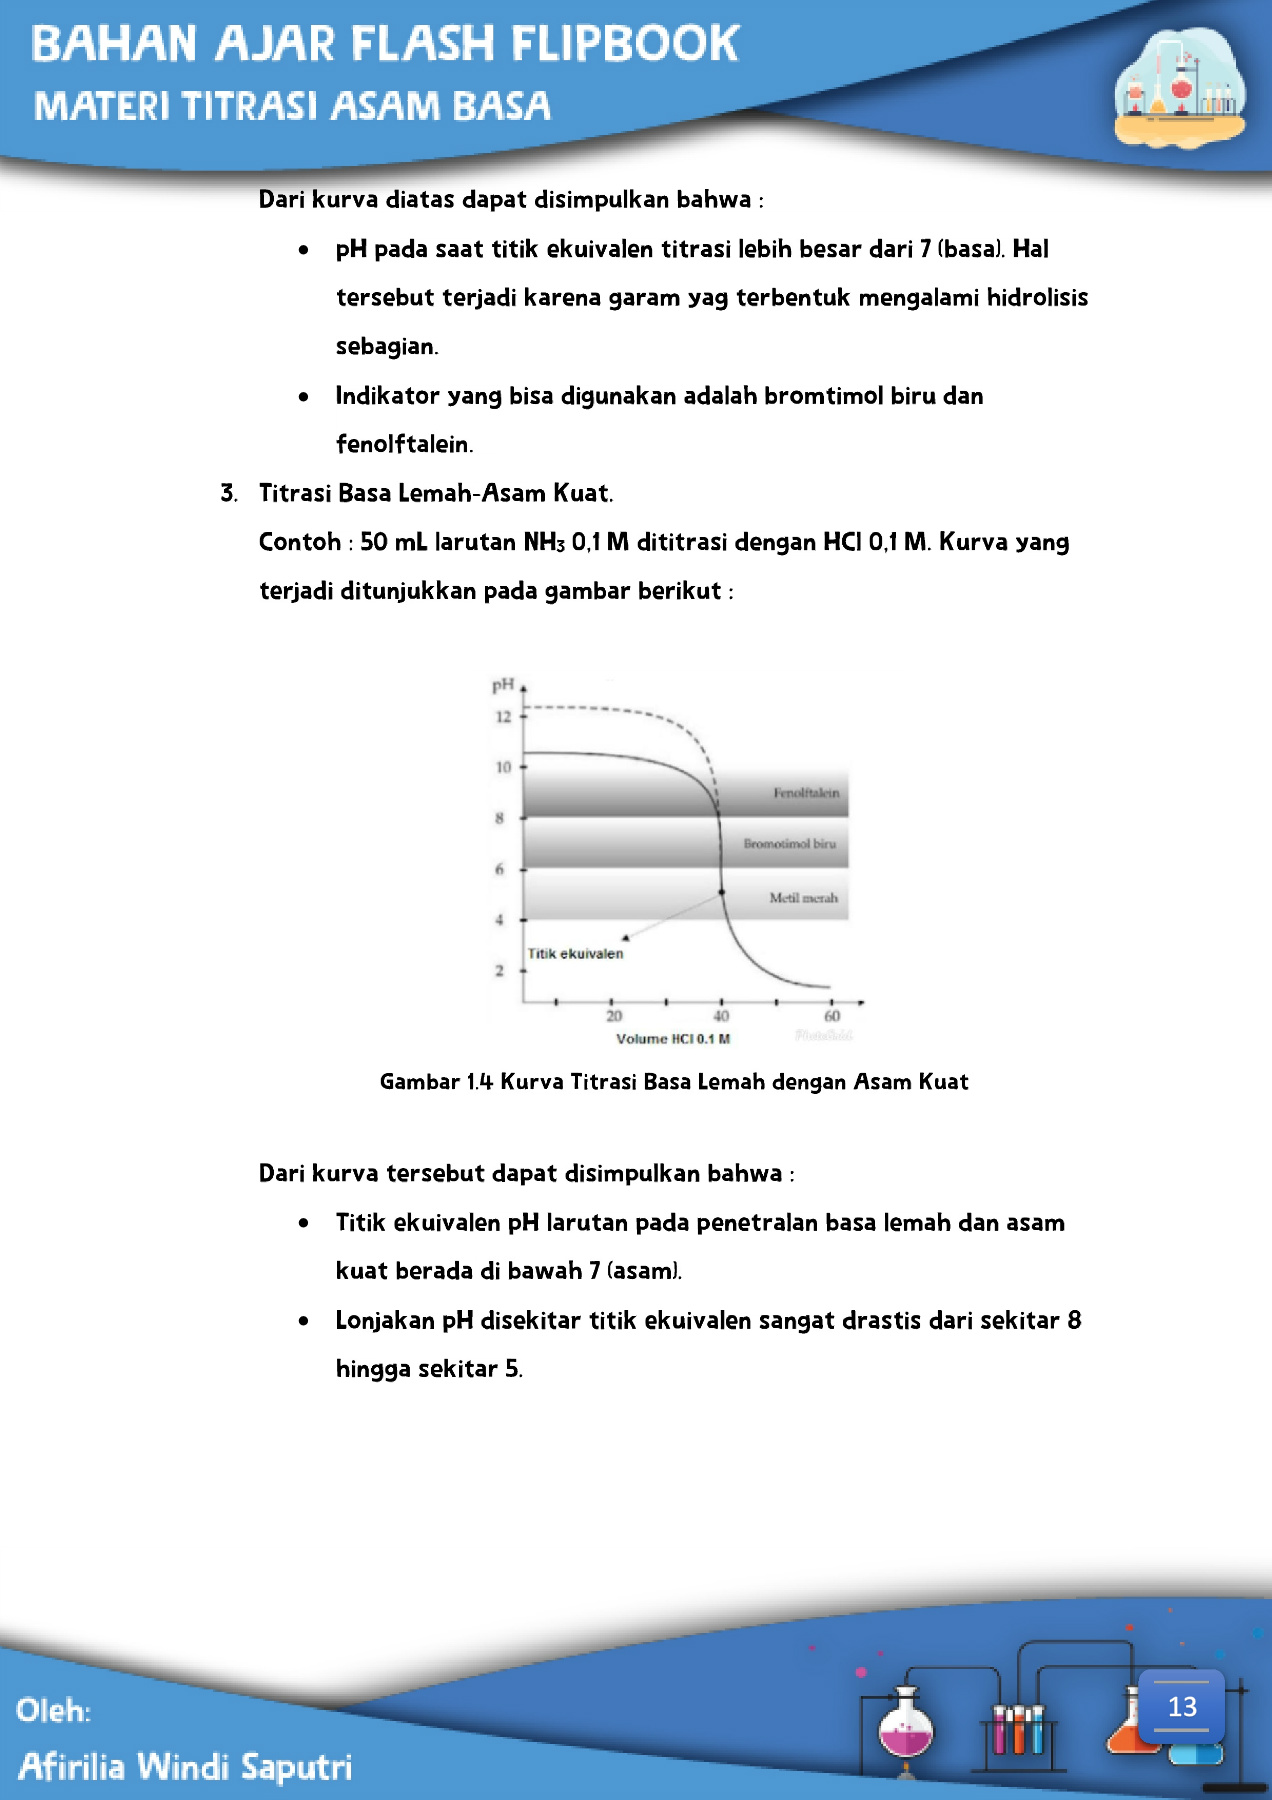 BAHAN AJAR FLASH FLIPBOOK
MATERI TITRASI ASAM BASA
Dari kurva diatas dapat disimpulkan bahwa :
• pH pada saat titik ekuivalen titrasi lebih besar dari 7 (basa). Hal
tersebut terjadi karena garam yag terbentuk mengalami hidrolisis
sebagian.
• Indikator yang bisa digunakan adalah bromtimol biru dan
fenolftalein.
3. Titrasi Basa Lemah-Asam Kuat.
Contoh : 50 mL larutan NH₃ 0,1 M dititrasi dengan HCl 0,1 M. Kurva yang
terjadi ditunjukkan pada gambar berikut :
pH
12
10
Fenolftalein
8
Bromotimol biru
6
Metil merah
4
Titik ekuivalen
2
20 40 60
Volume HCl 0.1 M
Gambar 1.4 Kurva Titrasi Basa Lemah dengan Asam Kuat
Dari kurva tersebut dapat disimpulkan bahwa :
• Titik ekuivalen pH larutan pada penetralan basa lemah dan asam
kuat berada di bawah 7 (asam).
• Lonjakan pH disekitar titik ekuivalen sangat drastis dari sekitar 8
hingga sekitar 5.
Oleh:
Afirilia Windi Saputri
13